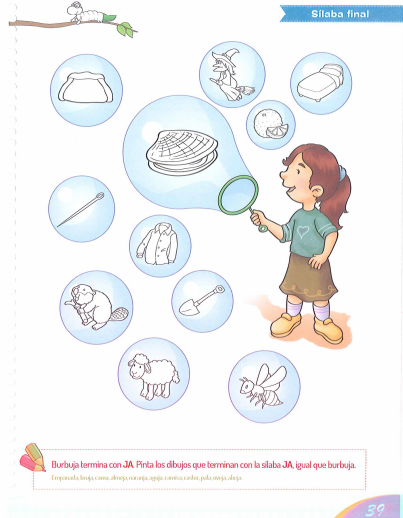 Sílaba final
Burbuja termina con JA. Pinta los dibujos que terminan con la sílaba JA, igual que burbuja.
Empanada, bruja, cama, almeja, naranja, aguja, camisa, castor, pala, oveja, abeja
39